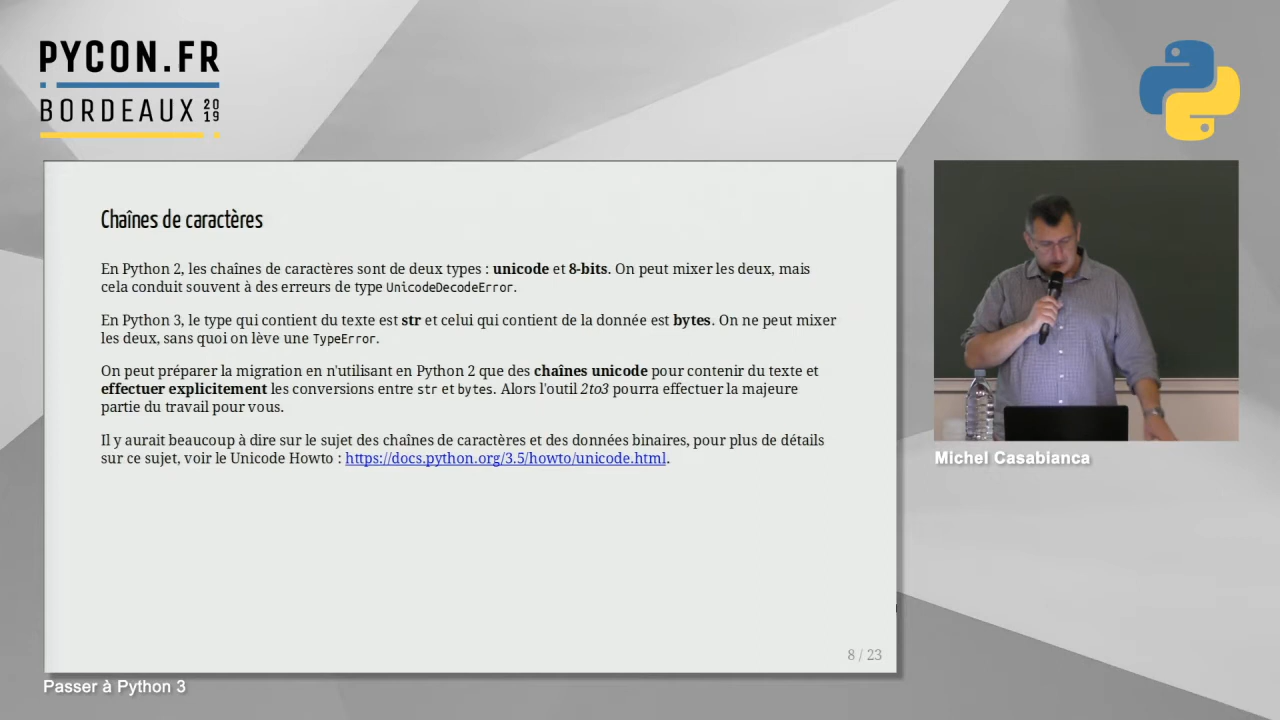 PYCON.FR
BORDEAUX 20
19
Chaînes de caractères
En Python 2, les chaînes de caractères sont de deux types : unicode et 8-bits. On peut mixer les deux, mais
cela conduit souvent à des erreurs de type UnicodeDecodeError.
En Python 3, le type qui contient du texte est str et celui qui contient de la donnée est bytes. On ne peut mixer
les deux, sans quoi on lève une TypeError.
On peut préparer la migration en n'utilisant en Python 2 que des chaînes unicode pour contenir du texte et
effectuer explicitement les conversions entre str et bytes. Alors l'outil 2to3 pourra effectuer la majeure
partie du travail pour vous.
Il y aurait beaucoup à dire sur le sujet des chaînes de caractères et des données binaires, pour plus de détails
sur ce sujet, voir le Unicode Howto : https://docs.python.org/3.5/howto/unicode.html.
8 / 23
Michel Casabianca
Passer à Python 3